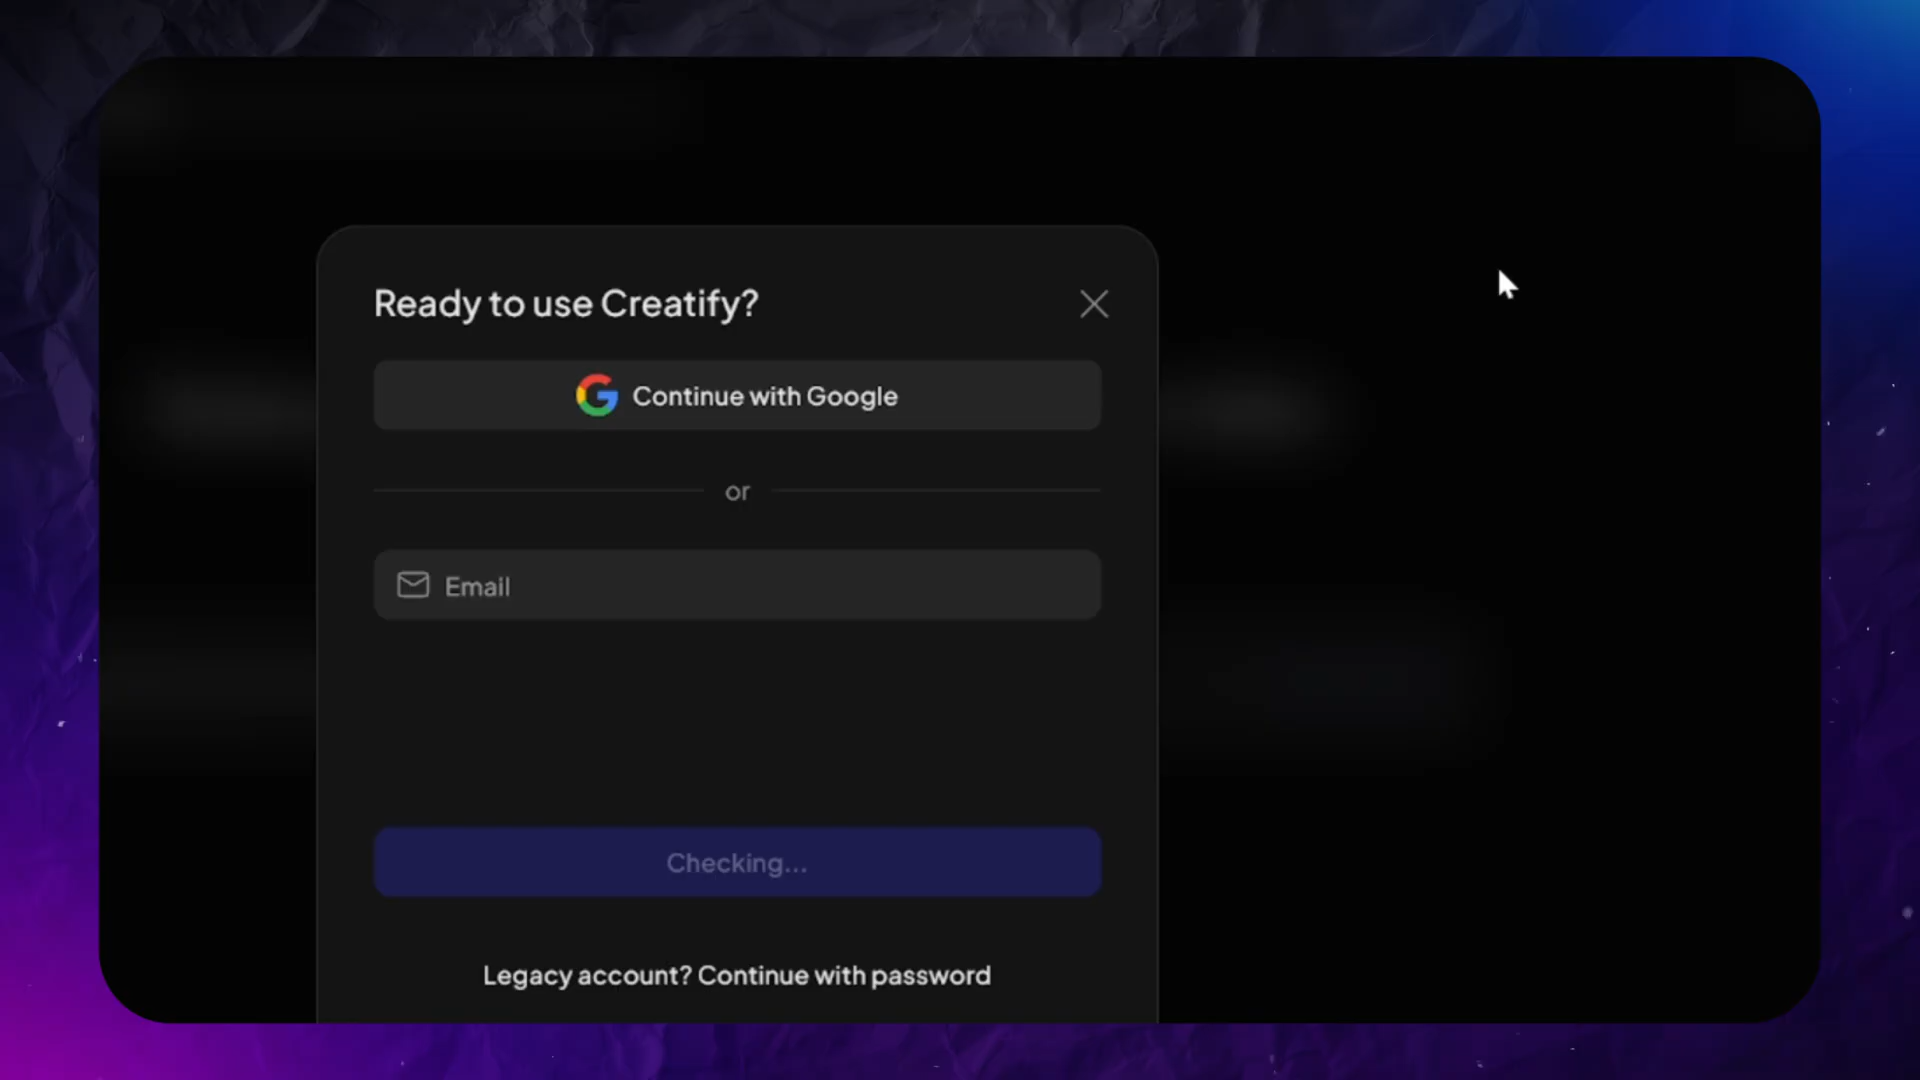 Ready to use Creatify?
Continue with Google
or
Email
Checking...
Legacy account? Continue with password